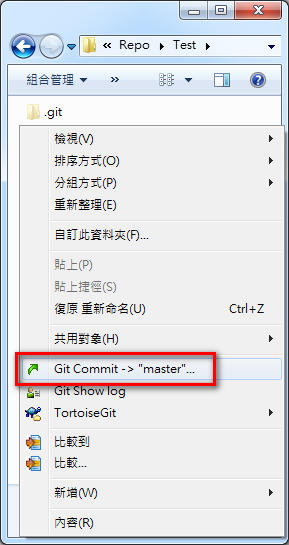 « Repo ▸ Test ▸
組合管理 ▾ »
.git
檢視(V)
排序方式(O)
分組方式(P)
重新整理(E)
自訂此資料夾(F)...
貼上(P)
貼上捷徑(S)
復原 重新命名(U) Ctrl+Z
共用對象(H)
Git Commit -> "master"...
Git Show log
TortoiseGit
比較到
比較...
新增(W)
內容(R)